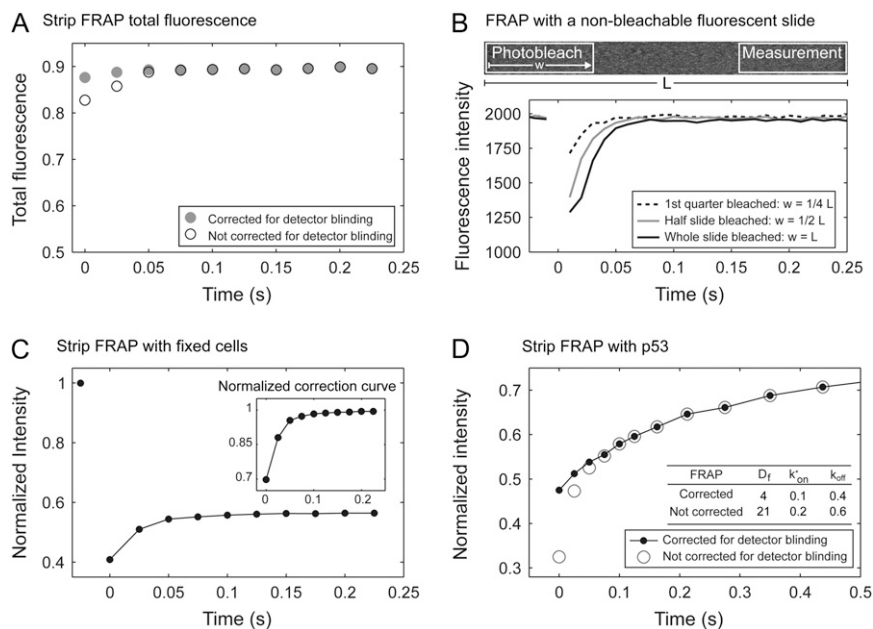 A Strip FRAP total fluorescence
Total fluorescence
0.9
0.8
0.7
0.6
0.5
Corrected for detector blinding
Not corrected for detector blinding
0 0.05 0.1 0.15 0.2 0.25
Time (s)
B FRAP with a non-bleachable fluorescent slide
Photobleach
w
Measurement
L
Fluorescence intensity
2000
1750
1500
1250
1000
1st quarter bleached: w = 1/4 L
Half slide bleached: w = 1/2 L
Whole slide bleached: w = L
0 0.05 0.1 0.15 0.2 0.25
Time (s)
C Strip FRAP with fixed cells
Normalized intensity
1
0.8
0.6
0.4
Normalized correction curve
1
0.85
0.7
0 0.1 0.2
0 0.05 0.1 0.15 0.2 0.25
Time (s)
D Strip FRAP with p53
Normalized intensity
0.7
0.6
0.5
0.4
0.3
FRAP Df k*on koff
Corrected 4 0.1 0.4
Not corrected 21 0.2 0.6
Corrected for detector blinding
Not corrected for detector blinding
0 0.1 0.2 0.3 0.4 0.5
Time (s)